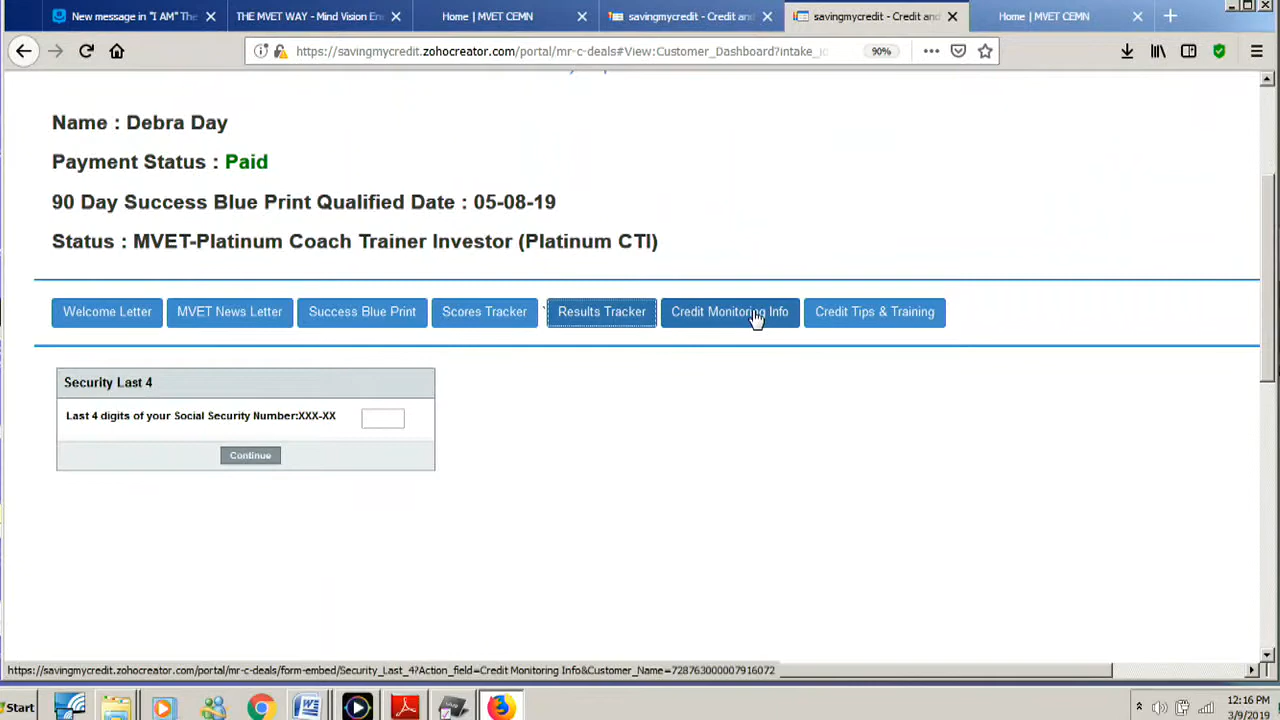 New message in "I AM" The
THE MVET WAY - Mind Vision En
Home | MVET CEMN
savingmycredit - Credit and
savingmycredit - Credit and
Home | MVET CEMN
https://savingmycredit.zohocreator.com/portal/mr-c-deals#View:Customer_Dashboard?intake_ic
90%
Name : Debra Day
Payment Status : Paid
90 Day Success Blue Print Qualified Date : 05-08-19
Status : MVET-Platinum Coach Trainer Investor (Platinum CTI)
Welcome Letter
MVET News Letter
Success Blue Print
Scores Tracker
`
Results Tracker
Credit Monitoring Info
Credit Tips & Training
Security Last 4
Last 4 digits of your Social Security Number:XXX-XX
Continue
https://savingmycredit.zohocreator.com/portal/mr-c-deals/form-embed/Security_Last_4?Action_field=Credit Monitoring Info&Customer_Name=728763000007916072
Start
12:16 PM
3/9/2019